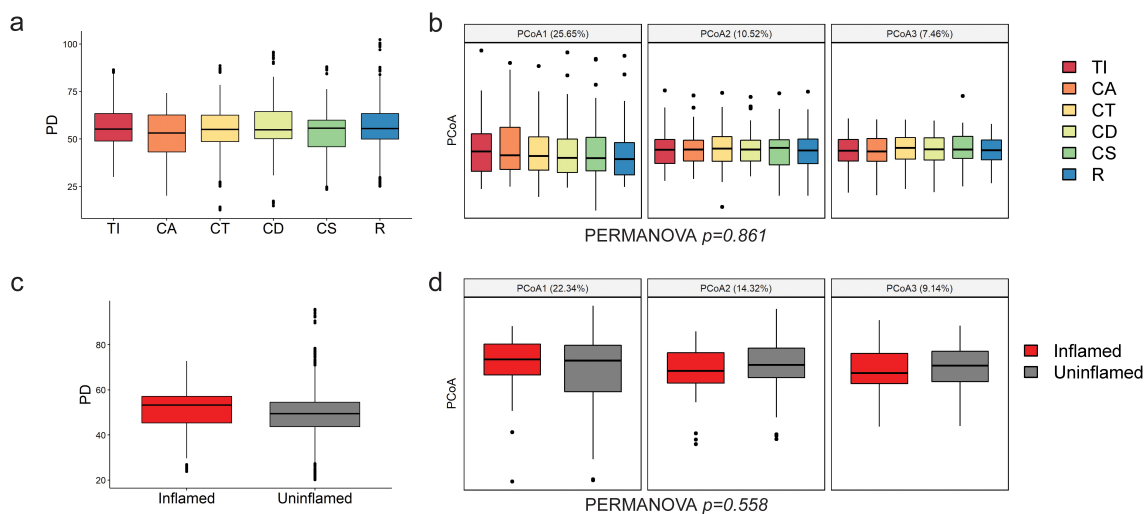 a
PD
100
75
50
25
TI CA CT CD CS R
b
PCoA1 (25.65%) PCoA2 (10.52%) PCoA3 (7.46%)
PCoA
PERMANOVA p=0.861
TI
CA
CT
CD
CS
R
c
PD
80
60
40
20
Inflamed Uninflamed
d
PCoA1 (22.34%) PCoA2 (14.32%) PCoA3 (9.14%)
PCoA
PERMANOVA p=0.558
Inflamed
Uninflamed